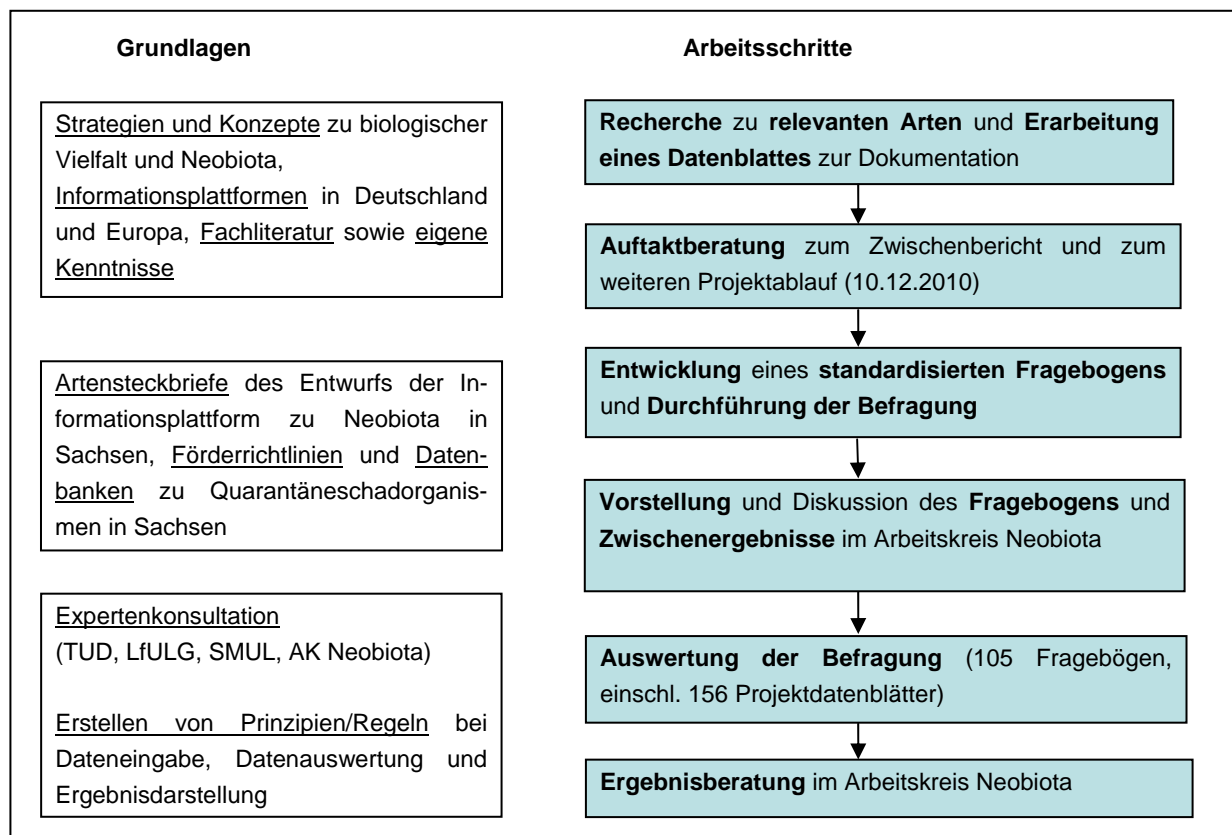 Grundlagen
Strategien und Konzepte zu biologischer
Vielfalt und Neobiota,
Informationsplattformen in Deutschland
und Europa, Fachliteratur sowie eigene
Kenntnisse
Artensteckbriefe des Entwurfs der In-
formationsplattform zu Neobiota in
Sachsen, Förderrichtlinien und Daten-
banken zu Quarantäneschadorganis-
men in Sachsen
Expertenkonsultation
(TUD, LfULG, SMUL, AK Neobiota)
Erstellen von Prinzipien/Regeln bei
Dateneingabe, Datenauswertung und
Ergebnisdarstellung
Arbeitsschritte
Recherche zu relevanten Arten und Erarbeitung
eines Datenblattes zur Dokumentation
Auftaktberatung zum Zwischenbericht und zum
weiteren Projektablauf (10.12.2010)
Entwicklung eines standardisierten Fragebogens
und Durchführung der Befragung
Vorstellung und Diskussion des Fragebogens und
Zwischenergebnisse im Arbeitskreis Neobiota
Auswertung der Befragung (105 Fragebögen,
einschl. 156 Projektdatenblätter)
Ergebnisberatung im Arbeitskreis Neobiota